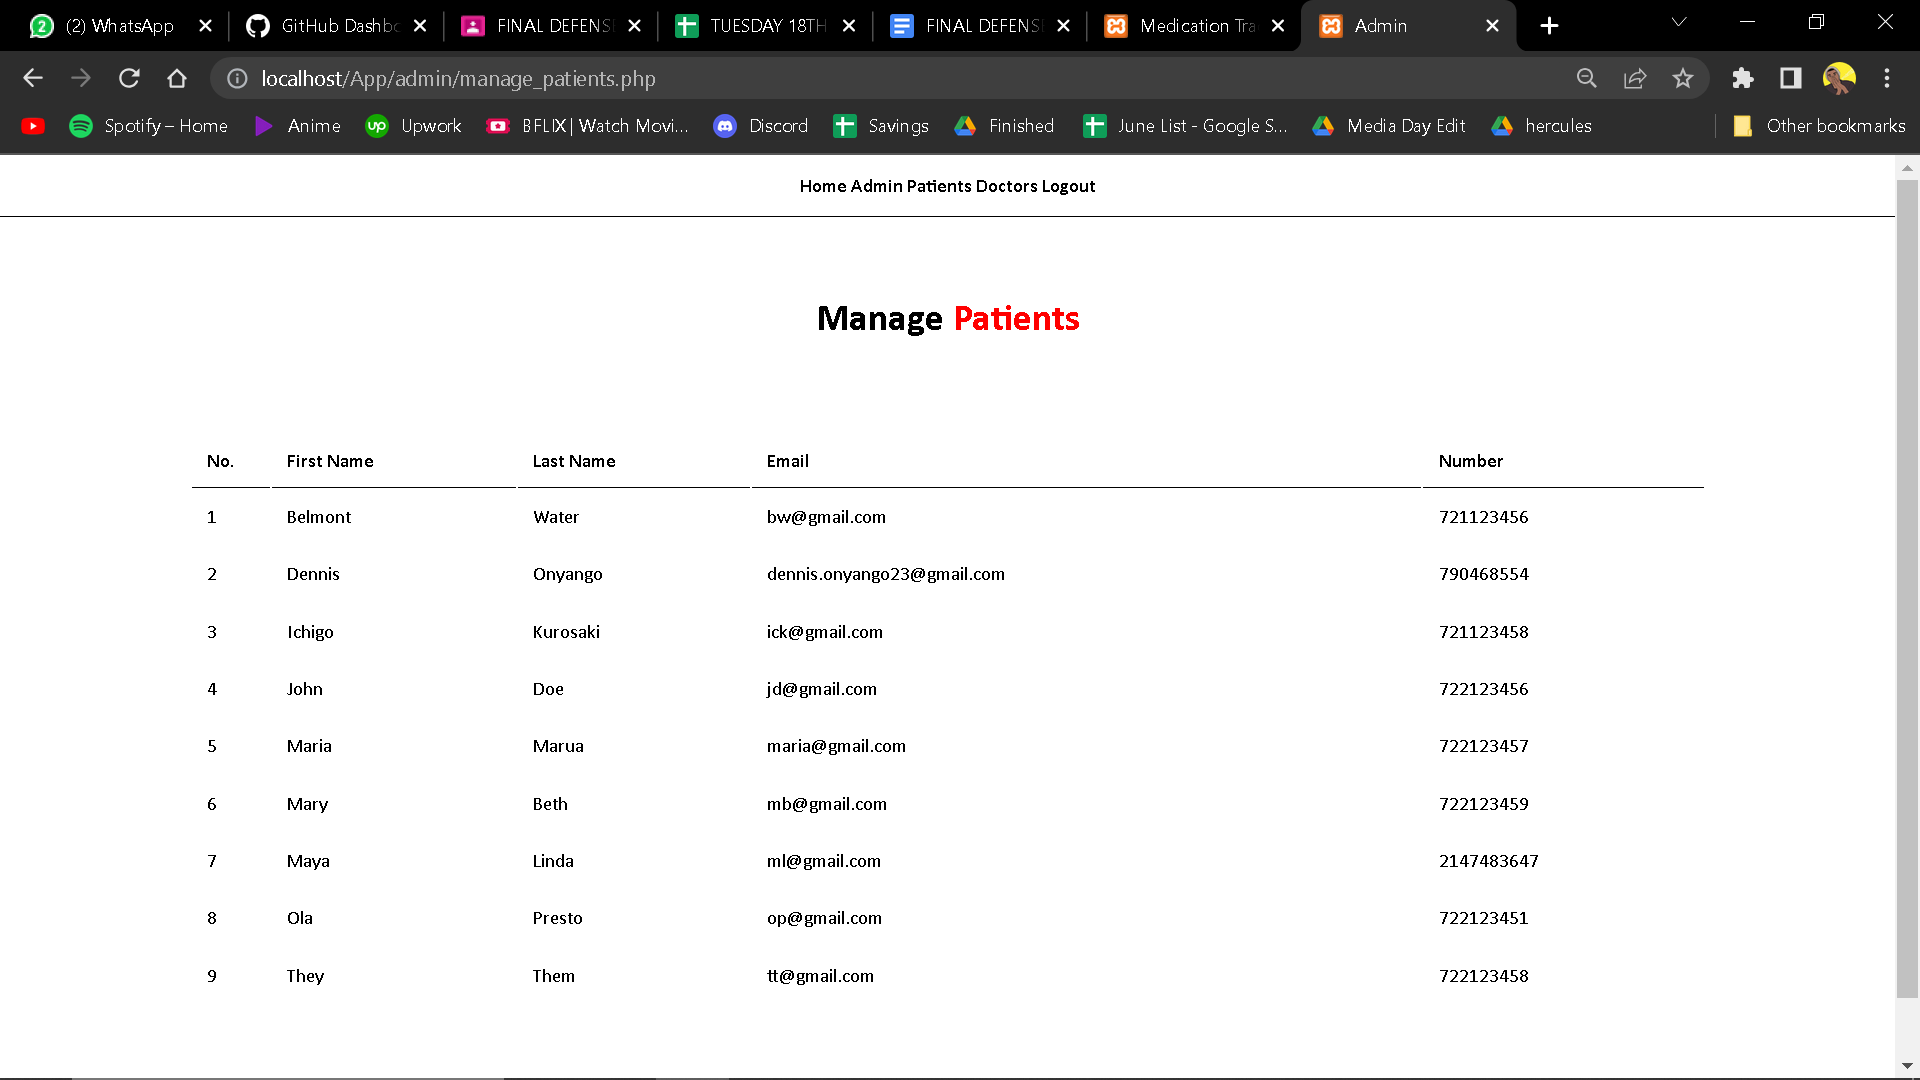 (2) WhatsApp GitHub Dashbo FINAL DEFENSE TUESDAY 18TH FINAL DEFENSE Medication Tra Admin
localhost/App/admin/manage_patients.php
Spotify – Home Anime Upwork BFLIX | Watch Movi... Discord Savings Finished June List - Google S... Media Day Edit hercules Other bookmarks
Home Admin Patients Doctors Logout
Manage Patients
No. First Name Last Name Email Number
1 Belmont Water bw@gmail.com 721123456
2 Dennis Onyango dennis.onyango23@gmail.com 790468554
3 Ichigo Kurosaki ick@gmail.com 721123458
4 John Doe jd@gmail.com 722123456
5 Maria Marua maria@gmail.com 722123457
6 Mary Beth mb@gmail.com 722123459
7 Maya Linda ml@gmail.com 2147483647
8 Ola Presto op@gmail.com 722123451
9 They Them tt@gmail.com 722123458